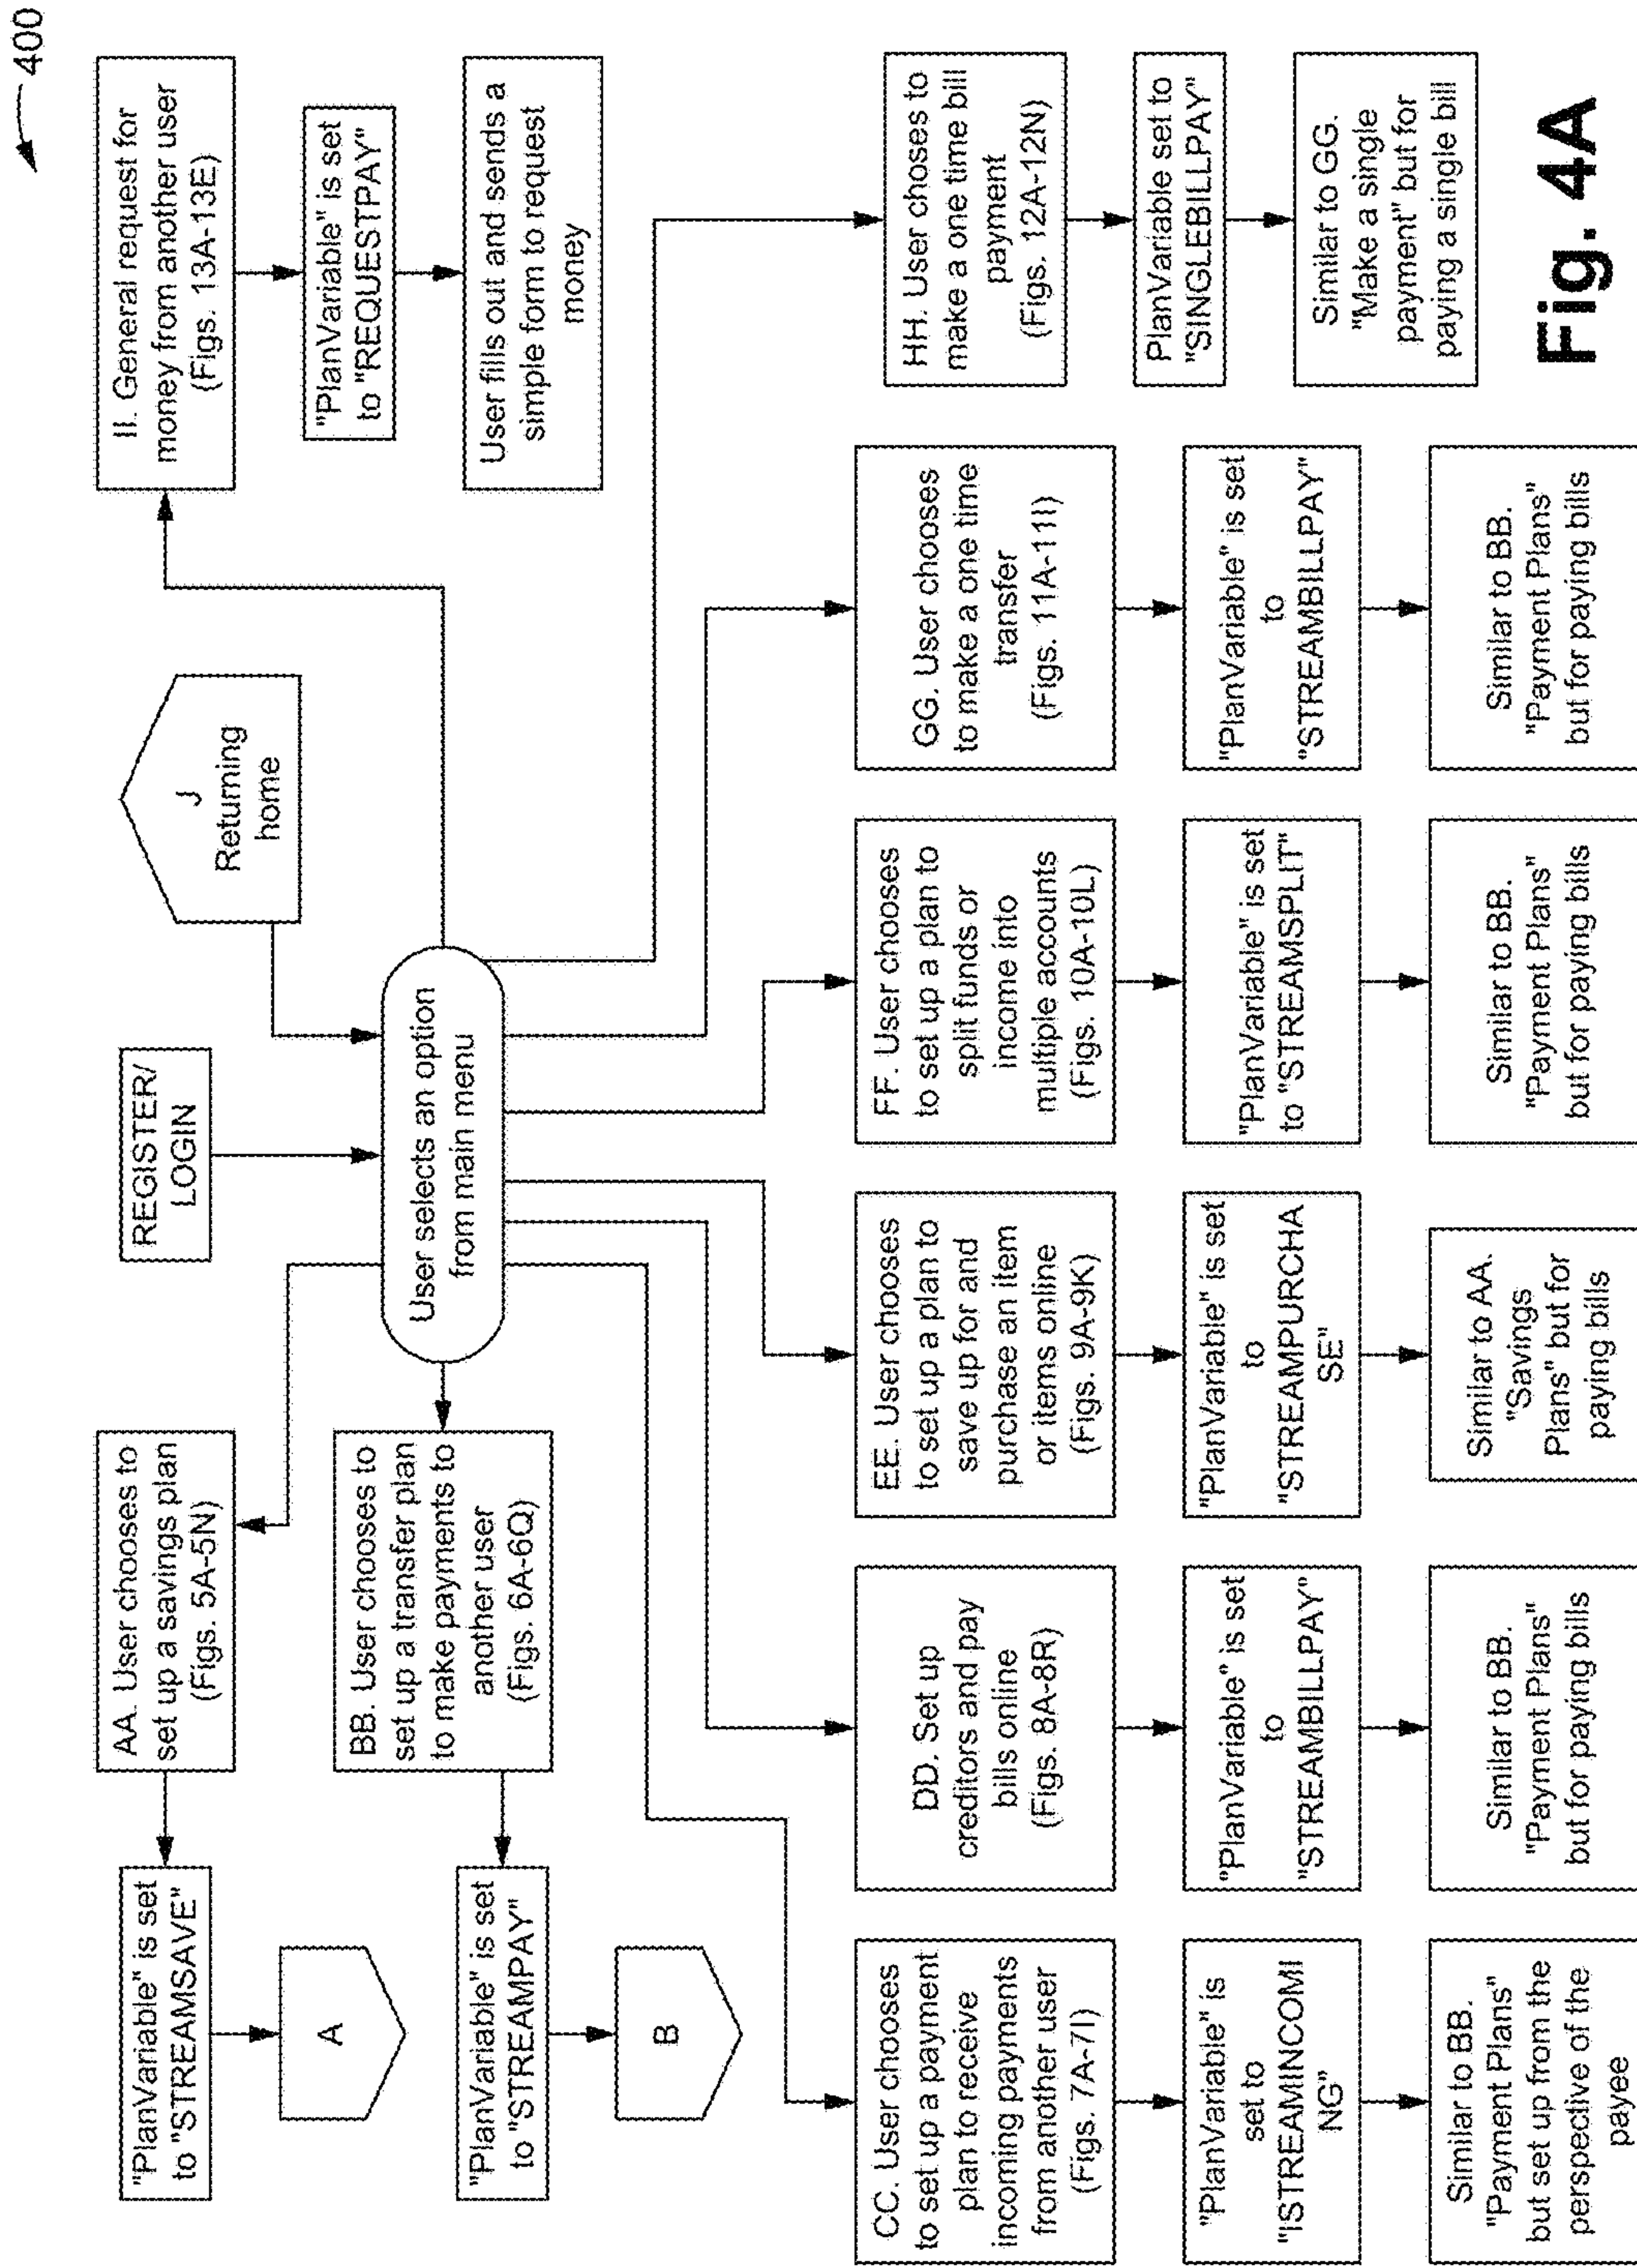 400
REGISTER/
LOGIN
J
Returning
home
User selects an option
from main menu
AA. User chooses to
set up a savings plan
(Figs. 5A-5N)
"PlanVariable" is set
to "STREAMSAVE"
A
BB. User chooses to
set up a transfer plan
to make payments to
another user
(Figs. 6A-6Q)
"PlanVariable" is set
to "STREAMPAY"
B
II. General request for
money from another user
(Figs. 13A-13E)
"PlanVariable" is set
to "REQUESTPAY"
User fills out and sends a
simple form to request
money
CC. User chooses
to set up a payment
plan to receive
incoming payments
from another user
(Figs. 7A-7I)
"PlanVariable" is
set to
"ISTREAMINCOMI
NG"
Similar to BB.
"Payment Plans"
but set up from the
perspective of the
payee
DD. Set up
creditors and pay
bills online
(Figs. 8A-8R)
"PlanVariable" is set
to
"STREAMBILLPAY"
Similar to BB.
"Payment Plans"
but for paying bills
EE. User chooses
to set up a plan to
save up for and
purchase an item
or items online
(Figs. 9A-9K)
"PlanVariable" is set
to
"STREAMPURCHA
SE"
Similar to AA.
"Savings
Plans" but for
paying bills
FF. User chooses
to set up a plan to
split funds or
income into
multiple accounts
(Figs. 10A-10L)
"PlanVariable" is set
to "STREAMSPLIT"
Similar to BB.
"Payment Plans"
but for paying bills
GG. User chooses
to make a one time
transfer
(Figs. 11A-11I)
"PlanVariable" is set
to
"STREAMBILLPAY"
Similar to BB.
"Payment Plans"
but for paying bills
HH. User choses to
make a one time bill
payment
(Figs. 12A-12N)
PlanVariable set to
"SINGLEBILLPAY"
Similar to GG.
"Make a single
payment" but for
paying a single bill
Fig. 4A